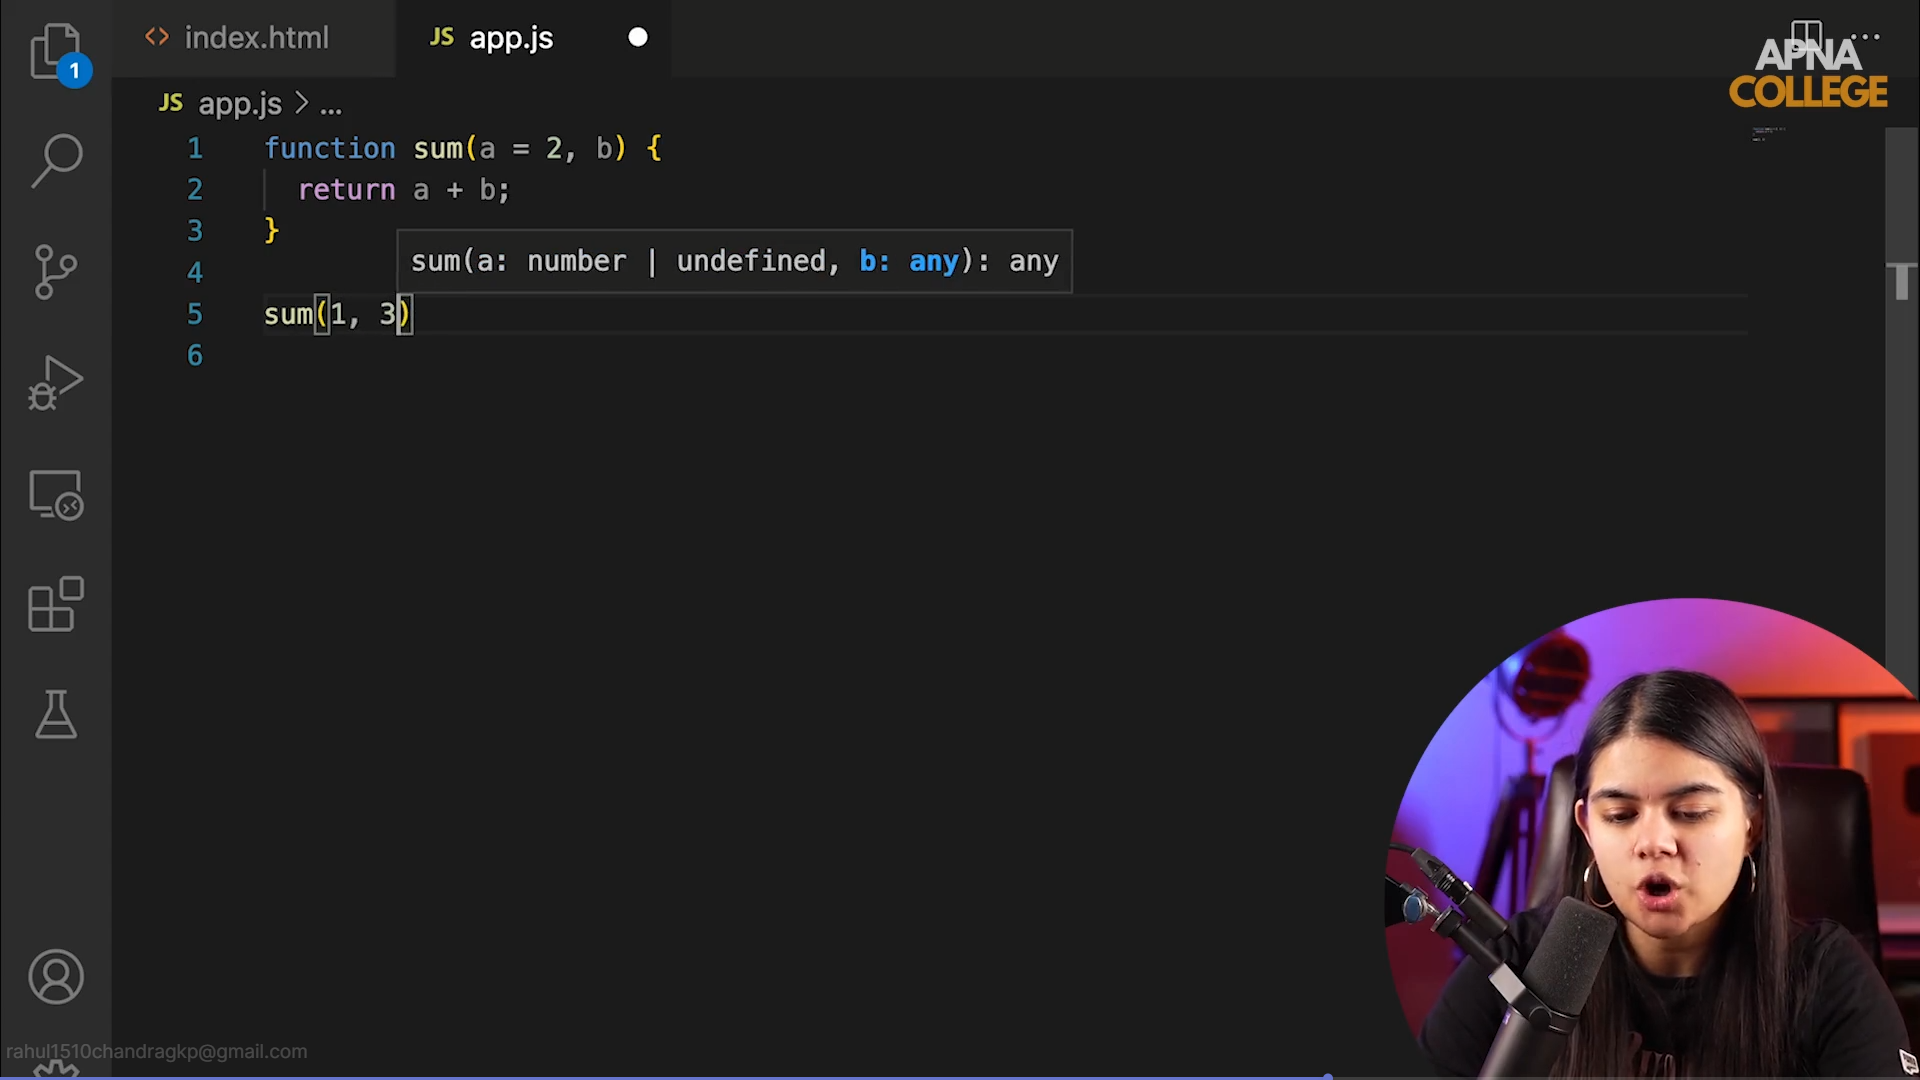 index.html
JS app.js
APNA
COLLEGE
1
JS app.js > ...
1 function sum(a = 2, b) {
2 return a + b;
3 }
sum(a: number | undefined, b: any): any
4
5 sum(1, 3)
6
rahul1510chandragkp@gmail.com